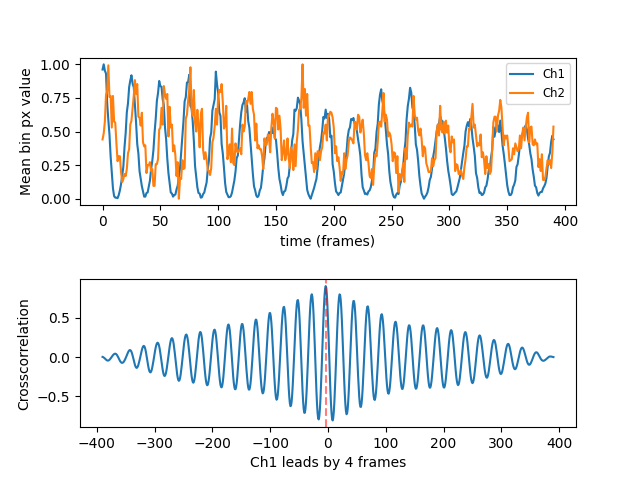 1.00
0.75
0.50
0.25
0.00
Mean bin px value
Ch1
Ch2
0 50 100 150 200 250 300 350 400
time (frames)
0.5
0.0
−0.5
Crosscorrelation
−400 −300 −200 −100 0 100 200 300 400
Ch1 leads by 4 frames